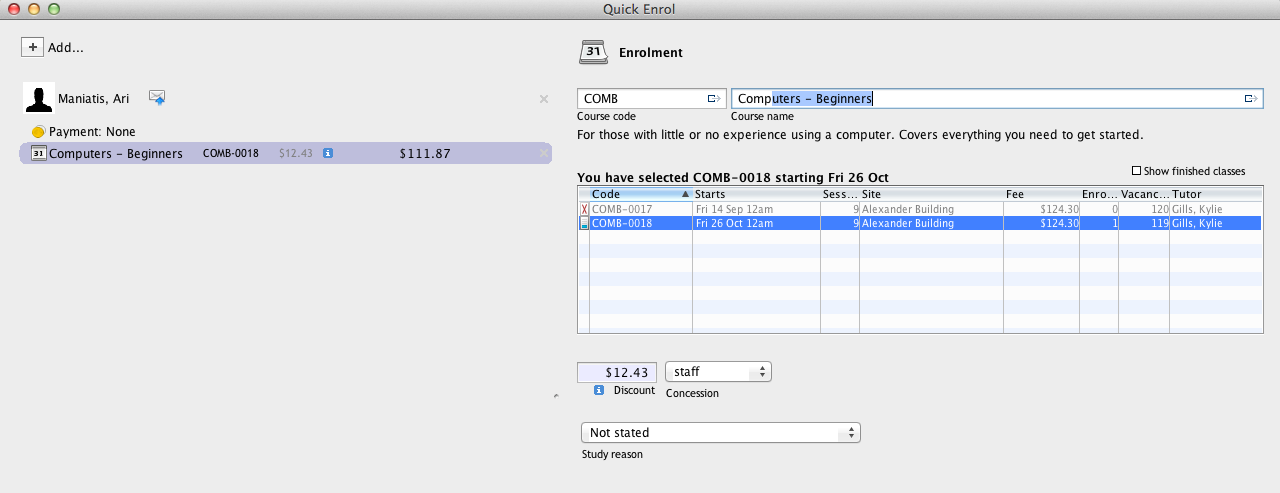 Quick Enrol
+ Add...
Maniatis, Ari
Payment: None
31 Computers - Beginners COMB-0018 $12.43 i $111.87
31 Enrolment
COMB Computers - Beginners
Course code Course name
For those with little or no experience using a computer. Covers everything you need to get started.
Show finished classes
You have selected COMB-0018 starting Fri 26 Oct
Code Starts Sess... Site Fee Enro... Vacanc... Tutor
COMB-0017 Fri 14 Sep 12am 9 Alexander Building $124.30 0 120 Gills, Kylie
COMB-0018 Fri 26 Oct 12am 9 Alexander Building $124.30 1 119 Gills, Kylie
$12.43 staff
i Discount Concession
Not stated
Study reason